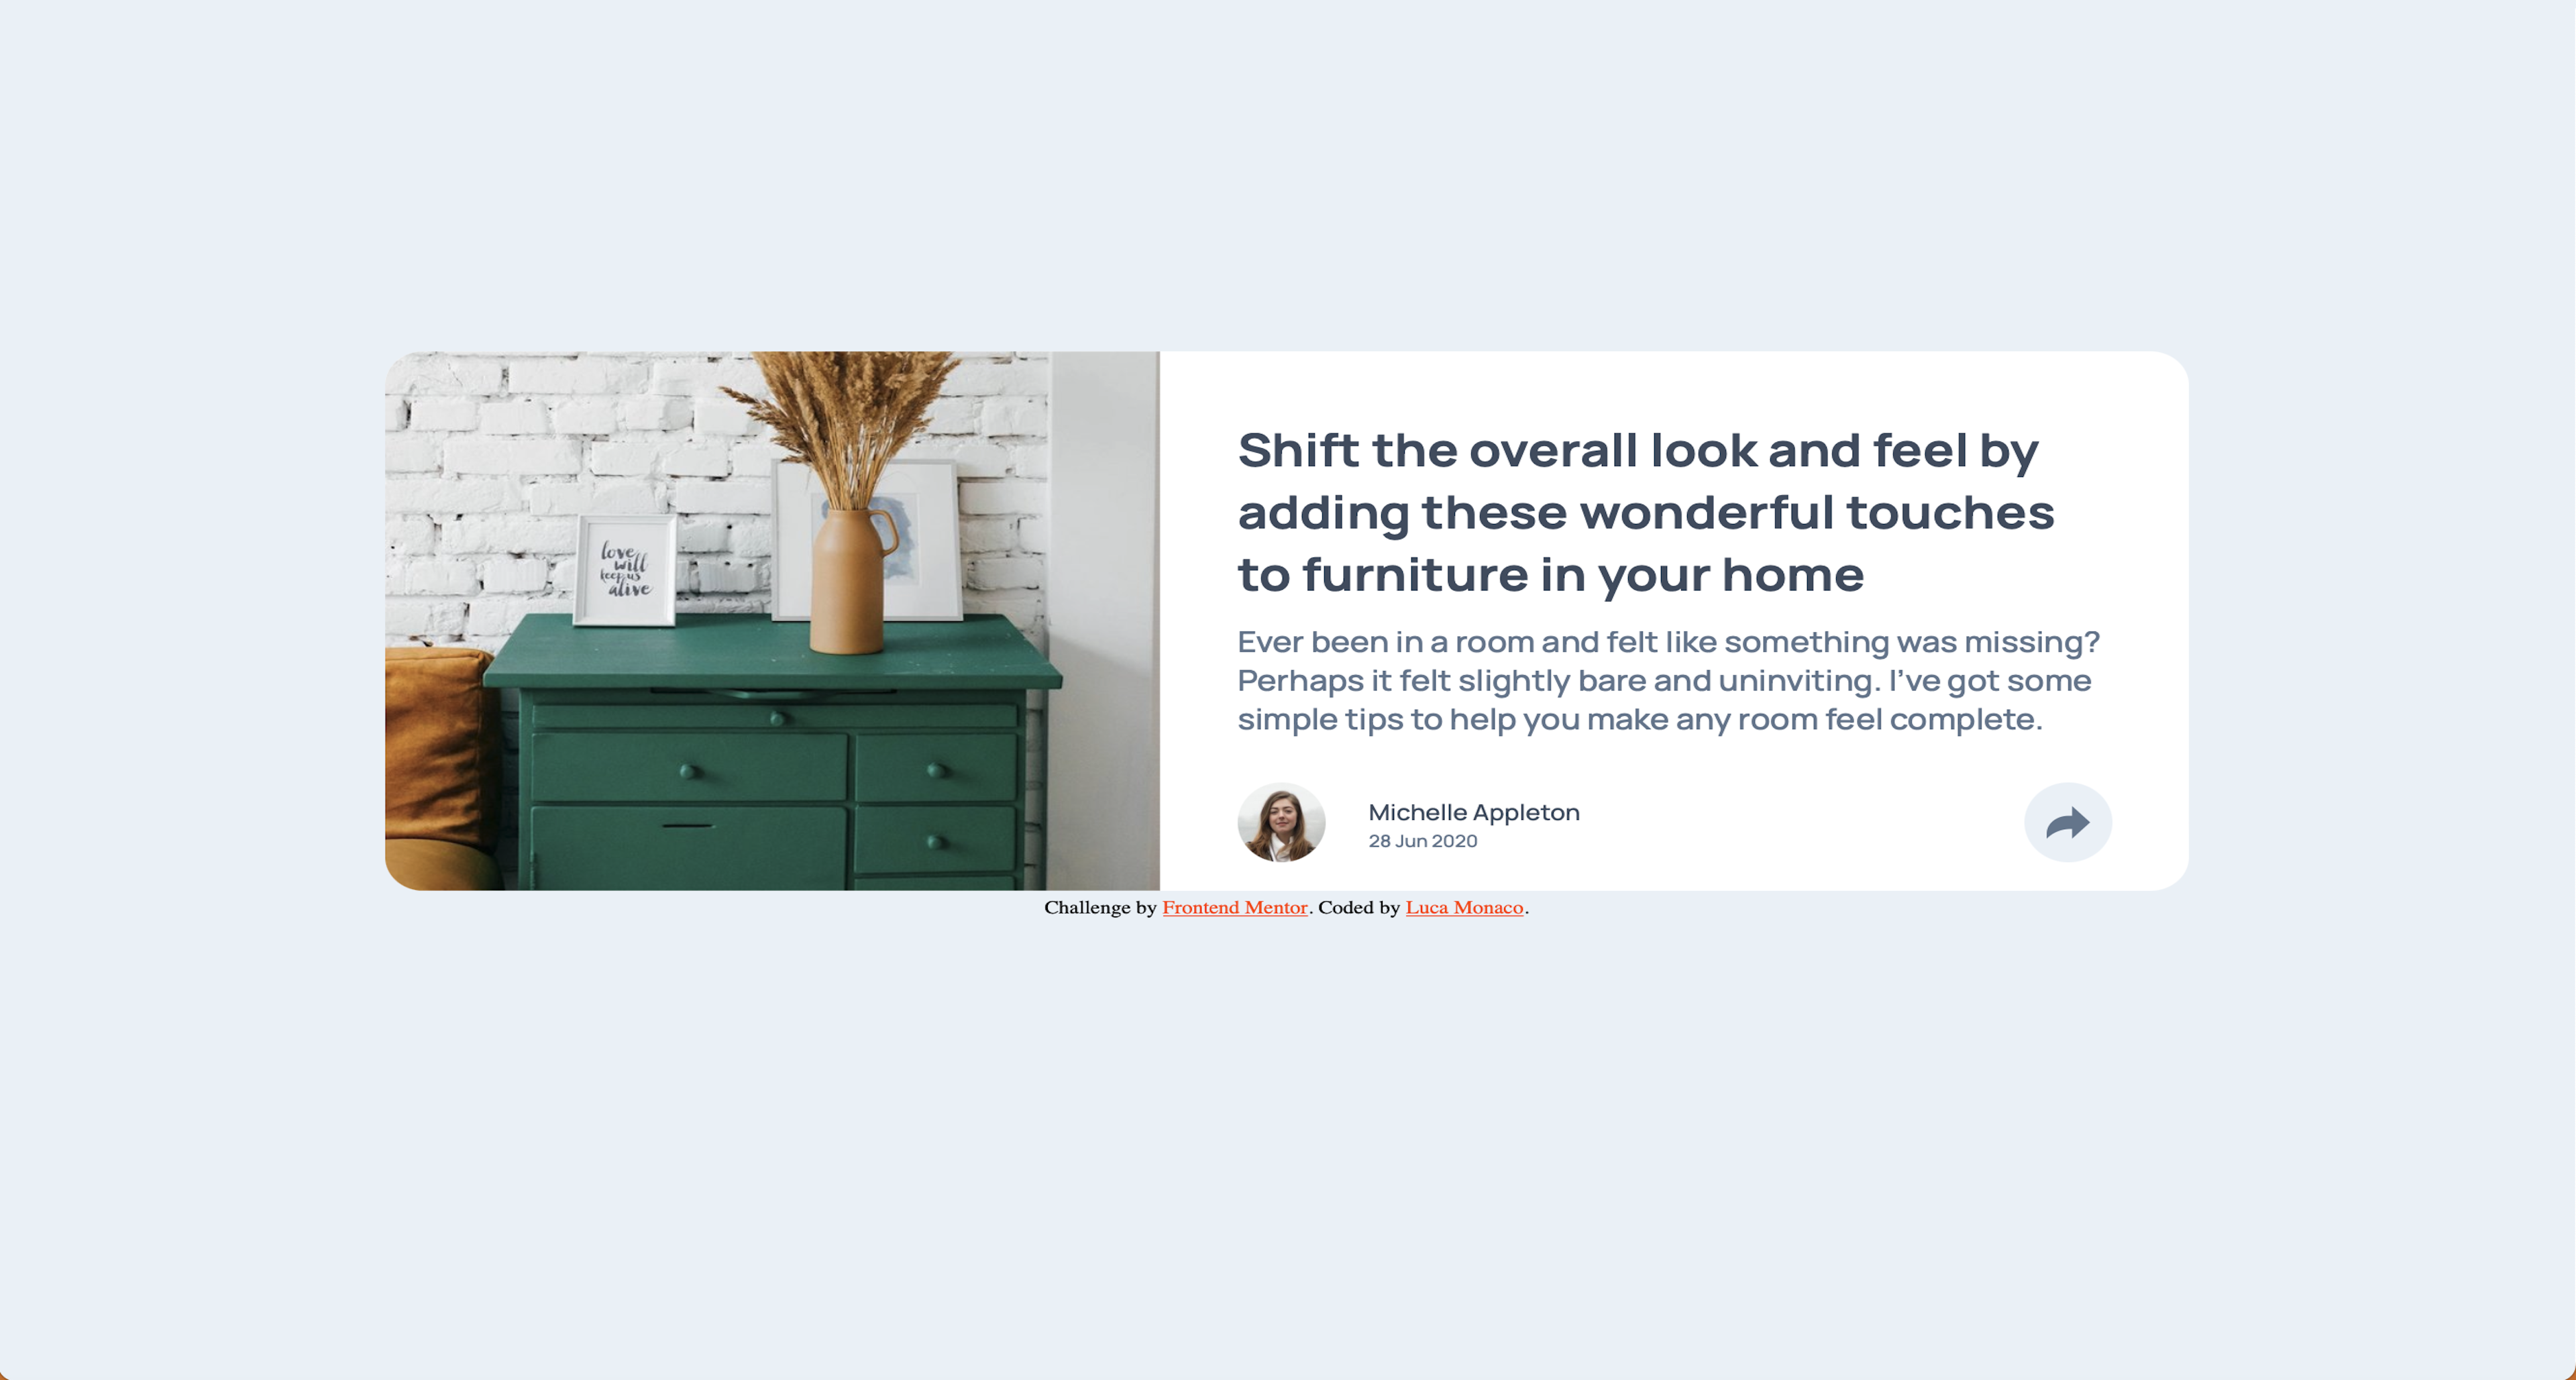 love
will
keep us
alive
Shift the overall look and feel by
adding these wonderful touches
to furniture in your home
Ever been in a room and felt like something was missing?
Perhaps it felt slightly bare and uninviting. I’ve got some
simple tips to help you make any room feel complete.
Michelle Appleton
28 Jun 2020
Challenge by Frontend Mentor. Coded by Luca Monaco.